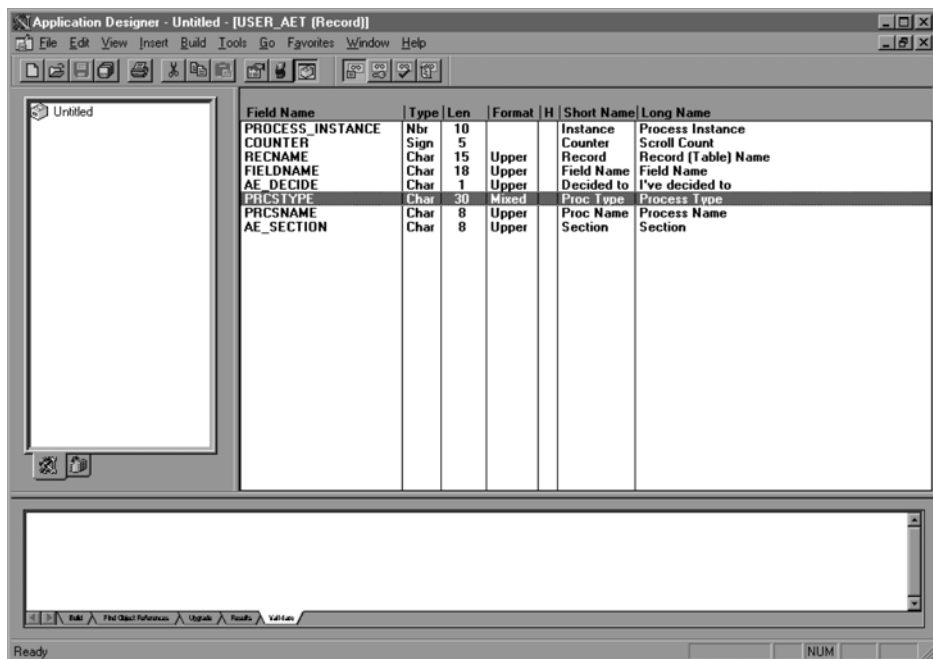 Application Designer - Untitled - [USER_AET (Record)]
File Edit View Insert Build Tools Go Favorites Window Help
Untitled
Field Name Type Len Format H Short Name Long Name
PROCESS_INSTANCE Nbr 10 Instance Process Instance
COUNTER Sign 5 Counter Scroll Count
RECNAME Char 15 Upper Record Record (Table) Name
FIELDNAME Char 18 Upper Field Name Field Name
AE_DECIDE Char 1 Upper Decided to I've decided to
PRCSTYPE Char 30 Mixed Proc Type Process Type
PRCSNAME Char 8 Upper Proc Name Process Name
AE_SECTION Char 8 Upper Section Section
Build Find Object References Upgrade Results Validate
Ready NUM